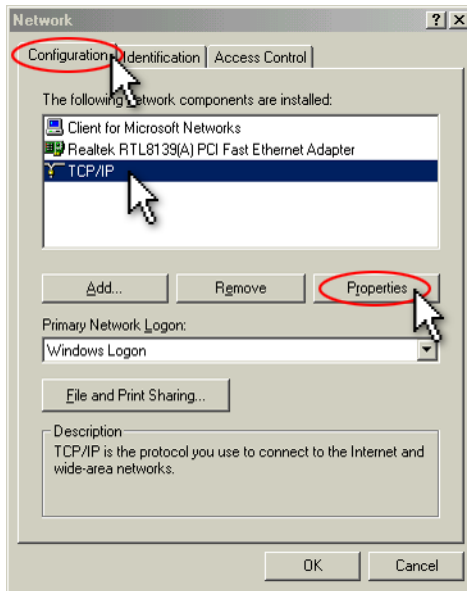 Network
Configuration Identification Access Control
The following network components are installed:
Client for Microsoft Networks
Realtek RTL8139(A) PCI Fast Ethernet Adapter
TCP/IP
Add... Remove Properties
Primary Network Logon:
Windows Logon
File and Print Sharing...
Description
TCP/IP is the protocol you use to connect to the Internet and
wide-area networks.
OK Cancel